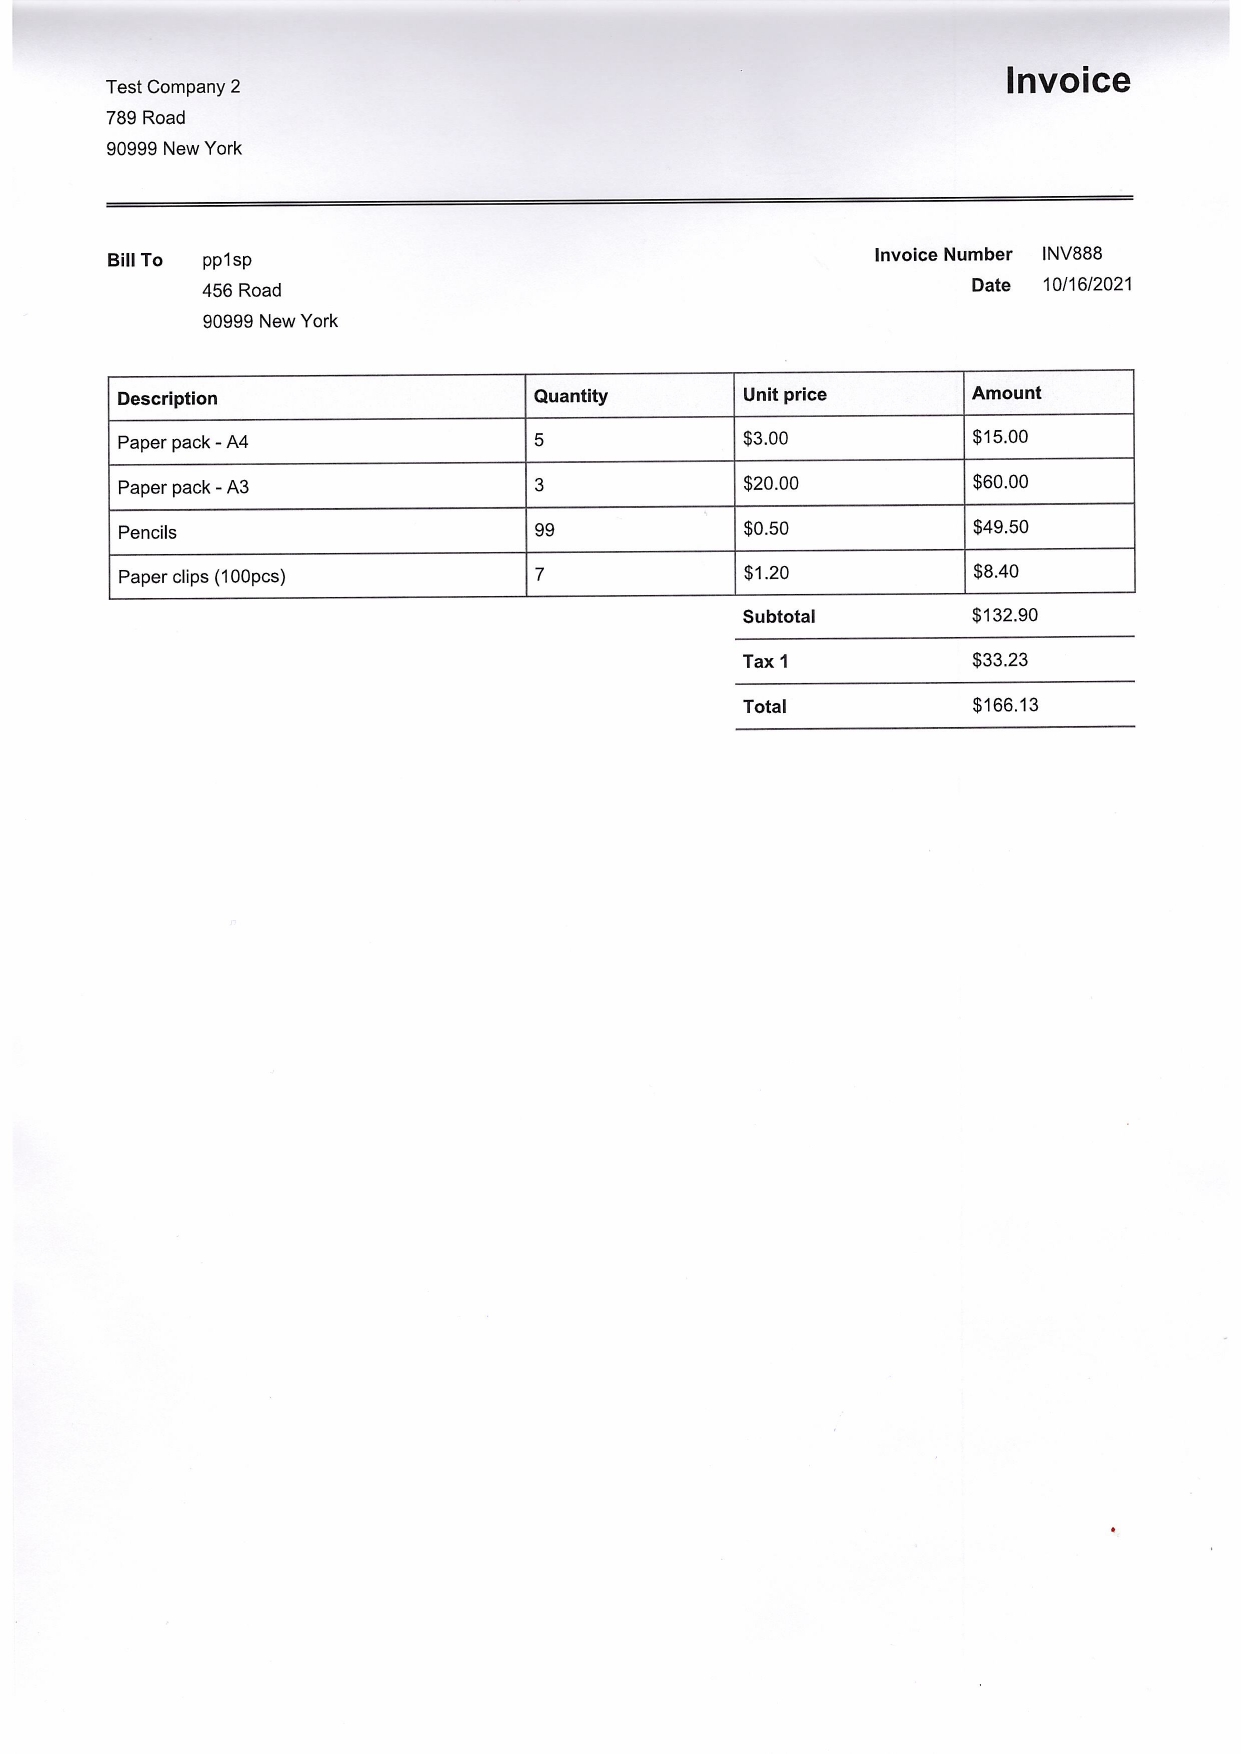 Test Company 2
789 Road
90999 New York
Invoice
Bill To pp1sp
456 Road
90999 New York
Invoice Number INV888
Date 10/16/2021
Description Quantity Unit price Amount
Paper pack - A4 5 $3.00 $15.00
Paper pack - A3 3 $20.00 $60.00
Pencils 99 $0.50 $49.50
Paper clips (100pcs) 7 $1.20 $8.40
Subtotal $132.90
Tax 1 $33.23
Total $166.13